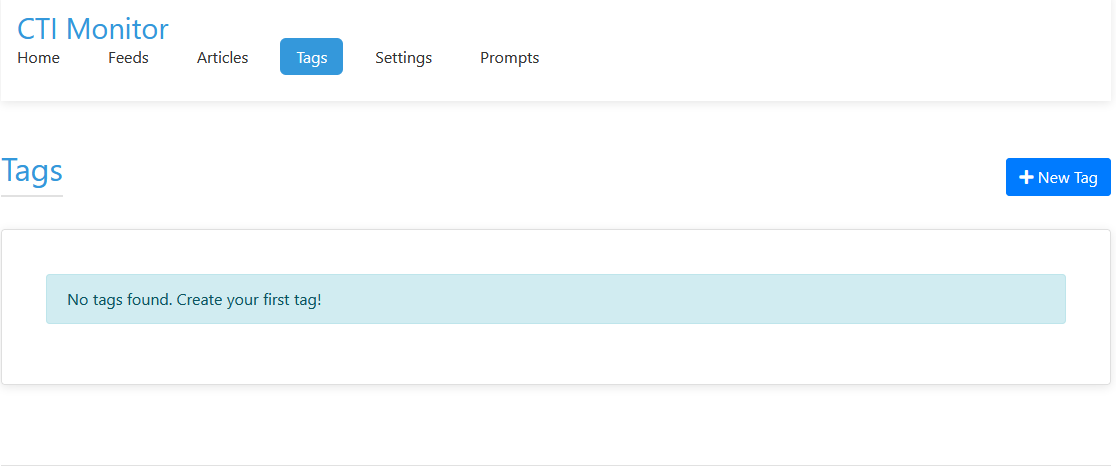 CTI Monitor
Home Feeds Articles Tags Settings Prompts
Tags
New Tag
No tags found. Create your first tag!